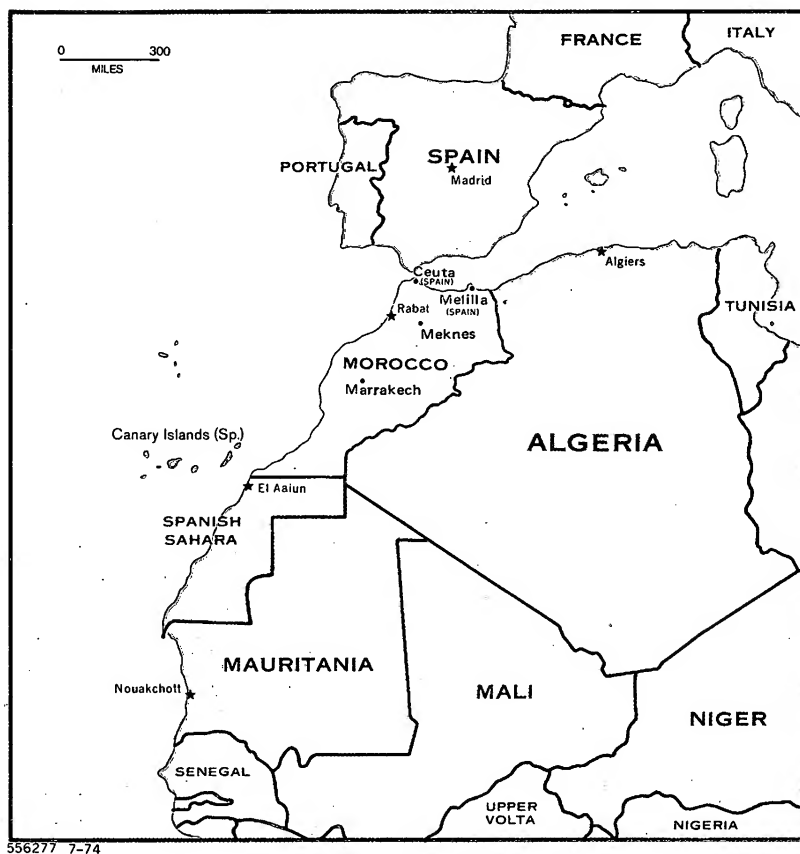 0 300
MILES
FRANCE
ITALY
PORTUGAL
SPAIN
Madrid
Ceuta
(SPAIN)
Melilla
(SPAIN)
Algiers
Rabat
Meknes
TUNISIA
MOROCCO
Marrakech
Canary Islands (Sp.)
ALGERIA
El Aaiun
SPANISH
SAHARA
MAURITANIA
Nouakchott
MALI
NIGER
SENEGAL
UPPER
VOLTA
NIGERIA
556277 7-74